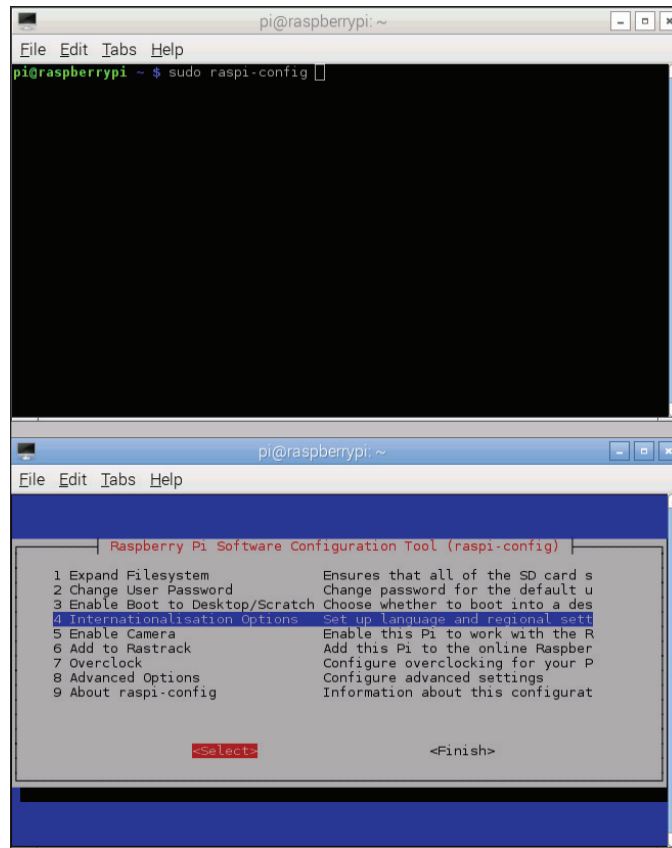 pi@raspberrypi: ~
File Edit Tabs Help
pi@raspberrypi ~ $ sudo raspi-config
pi@raspberrypi: ~
File Edit Tabs Help
Raspberry Pi Software Configuration Tool (raspi-config)
1 Expand Filesystem Ensures that all of the SD card s
2 Change User Password Change password for the default u
3 Enable Boot to Desktop/Scratch Choose whether to boot into a des
4 Internationalisation Options Set up language and regional sett
5 Enable Camera Enable this Pi to work with the R
6 Add to Rastrack Add this Pi to the online Raspber
7 Overclock Configure overclocking for your P
8 Advanced Options Configure advanced settings
9 About raspi-config Information about this configurat
<Select> <Finish>